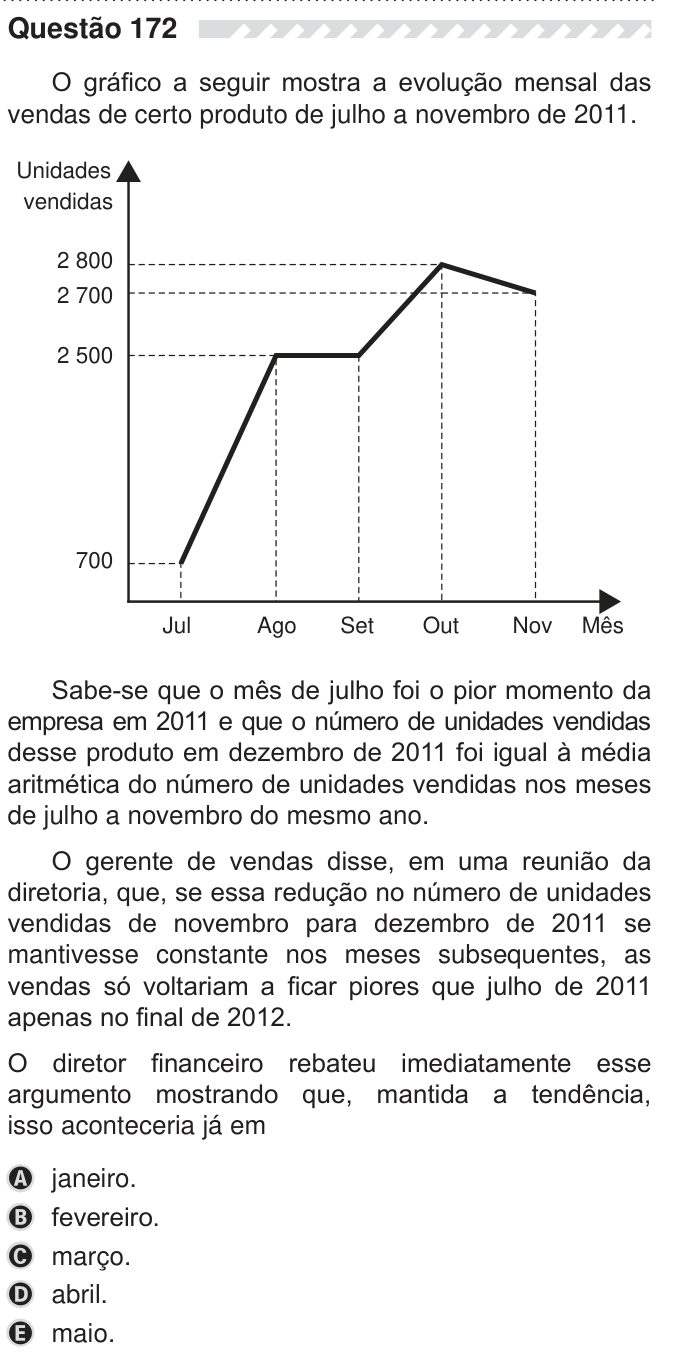 Questão 172
O gráfico a seguir mostra a evolução mensal das
vendas de certo produto de julho a novembro de 2011.
Unidades
vendidas
2 800
2 700
2 500
700
Jul Ago Set Out Nov Mês
Sabe-se que o mês de julho foi o pior momento da
empresa em 2011 e que o número de unidades vendidas
desse produto em dezembro de 2011 foi igual à média
aritmética do número de unidades vendidas nos meses
de julho a novembro do mesmo ano.
O gerente de vendas disse, em uma reunião da
diretoria, que, se essa redução no número de unidades
vendidas de novembro para dezembro de 2011 se
mantivesse constante nos meses subsequentes, as
vendas só voltariam a ficar piores que julho de 2011
apenas no final de 2012.
O diretor financeiro rebateu imediatamente esse
argumento mostrando que, mantida a tendência,
isso aconteceria já em
A janeiro.
B fevereiro.
C março.
D abril.
E maio.